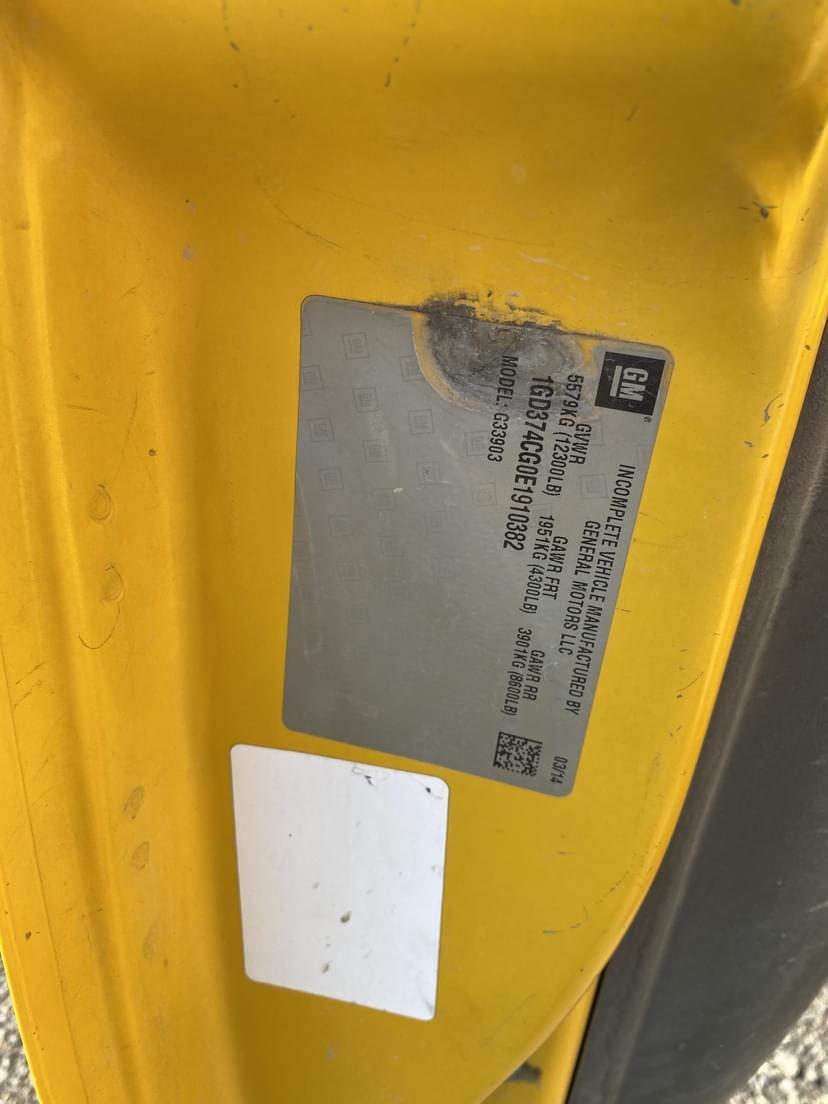 GM
INCOMPLETE VEHICLE MANUFACTURED BY
GENERAL MOTORS LLC
03/14
GVWR GAWR FRT GAWR RR
5579KG (12300LB) 1951KG (4300LB) 3901KG (8600LB)
1GD374CG0E1910382
MODEL: G33903